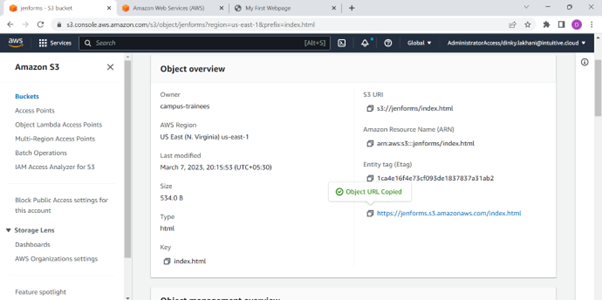 jenforms - S3 bucket
Amazon Web Services (AWS)
My First Webpage
s3.console.aws.amazon.com/s3/object/jenforms?region=us-east-1&prefix=index.html
aws
Services
Search
[Alt+S]
Global
AdministratorAccess/dinky.lakhani@intuitive.cloud
Amazon S3
Buckets
Access Points
Object Lambda Access Points
Multi-Region Access Points
Batch Operations
IAM Access Analyzer for S3
Block Public Access settings for
this account
Storage Lens
Dashboards
AWS Organizations settings
Feature spotlight
Object overview
Owner
campus-trainees
AWS Region
US East (N. Virginia) us-east-1
Last modified
March 7, 2023, 20:15:53 (UTC+05:30)
Size
534.0 B
Type
html
Key
index.html
S3 URI
s3://jenforms/index.html
Amazon Resource Name (ARN)
arn:aws:s3:::jenforms/index.html
Entity tag (Etag)
1ca4e16f4e73cf093de1837837a31ab2
Object URL Copied
https://jenforms.s3.amazonaws.com/index.html
Object management overview